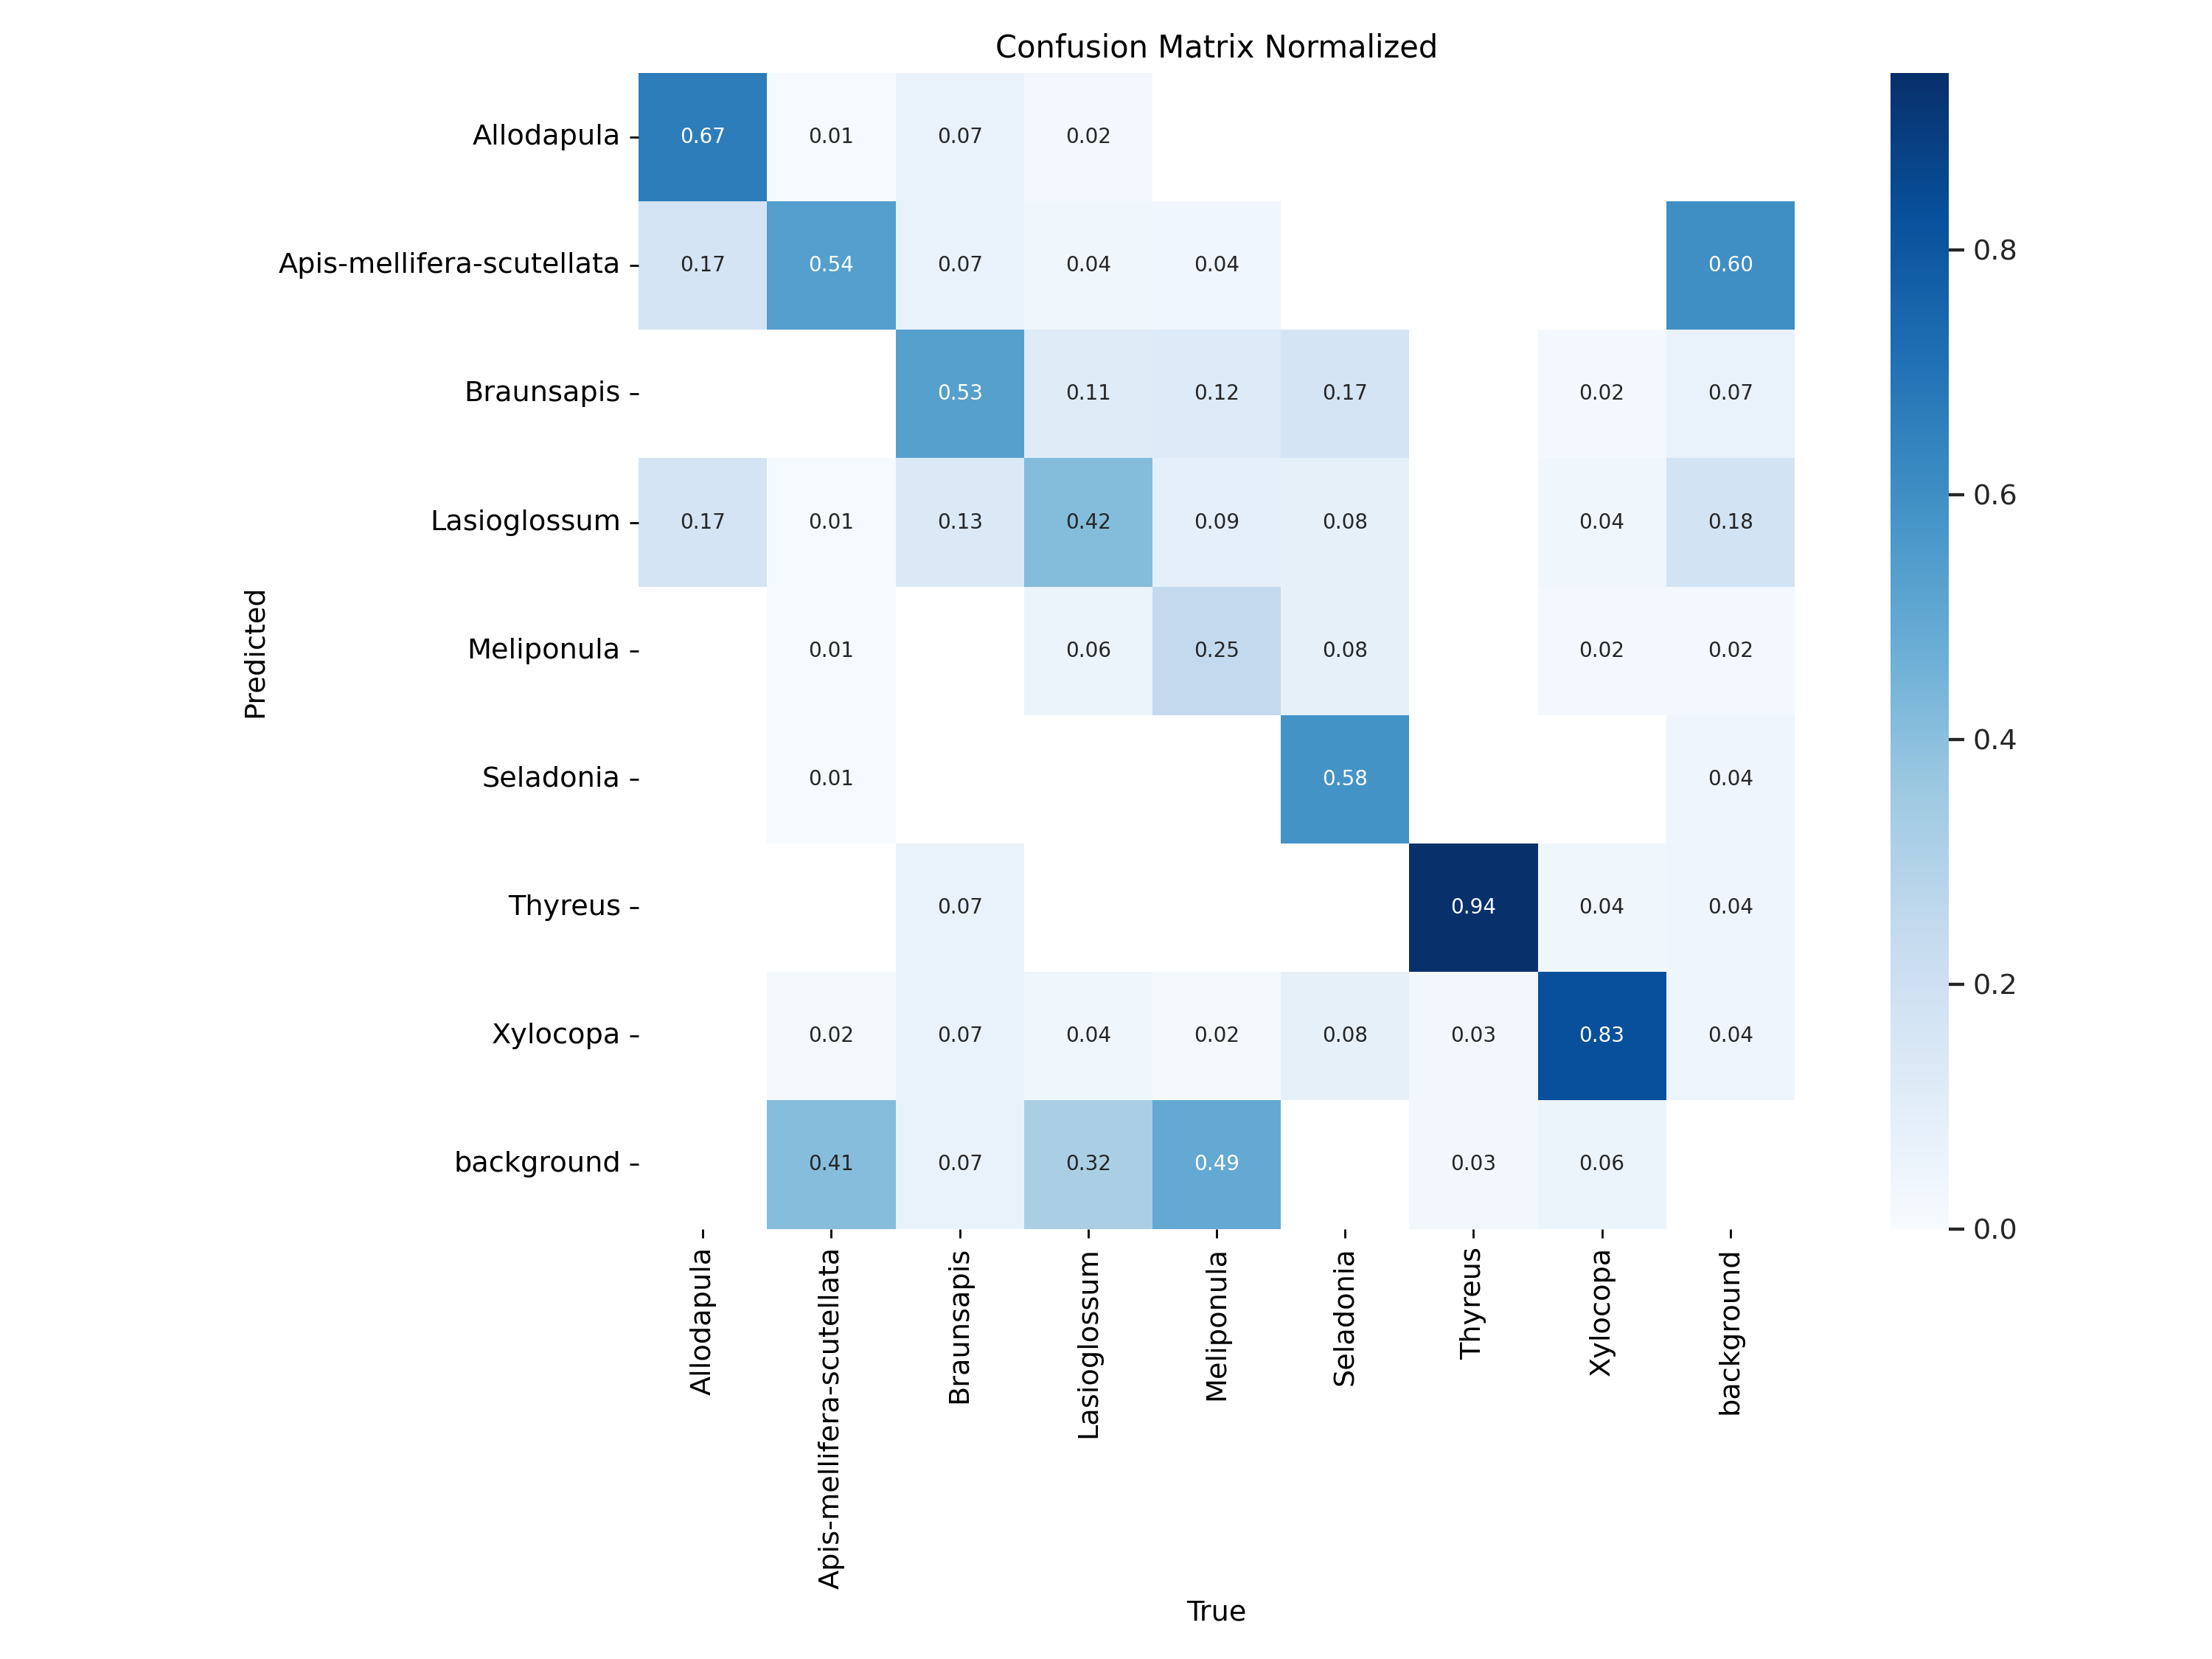 Confusion Matrix Normalized
Allodapula 0.67 0.01 0.07 0.02
0.8
Apis-mellifera-scutellata 0.17 0.54 0.07 0.04 0.04 0.60
Braunsapis 0.53 0.11 0.12 0.17 0.02 0.07
0.6
Lasioglossum 0.17 0.01 0.13 0.42 0.09 0.08 0.04 0.18
Predicted
Meliponula 0.01 0.06 0.25 0.08 0.02 0.02
0.4
Seladonia 0.01 0.58 0.04
Thyreus 0.07 0.94 0.04 0.04
0.2
Xylocopa 0.02 0.07 0.04 0.02 0.08 0.03 0.83 0.04
background 0.41 0.07 0.32 0.49 0.03 0.06
0.0
Allodapula
Apis-mellifera-scutellata
Braunsapis
Lasioglossum
Meliponula
Seladonia
Thyreus
Xylocopa
background
True